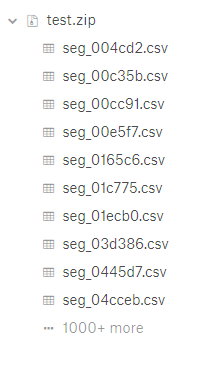 test.zip
seg_004cd2.csv
seg_00c35b.csv
seg_00cc91.csv
seg_00e5f7.csv
seg_0165c6.csv
seg_01c775.csv
seg_01ecb0.csv
seg_03d386.csv
seg_0445d7.csv
seg_04cceb.csv
1000+ more